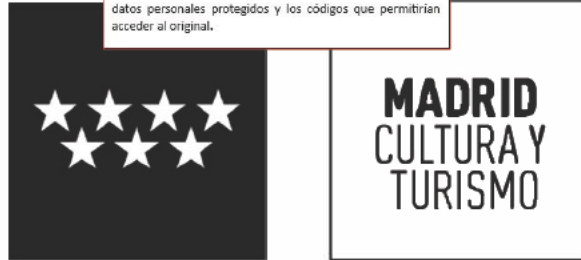 datos personales protegidos y los códigos que permitirían
acceder al original.
MADRID
CULTURA Y
TURISMO